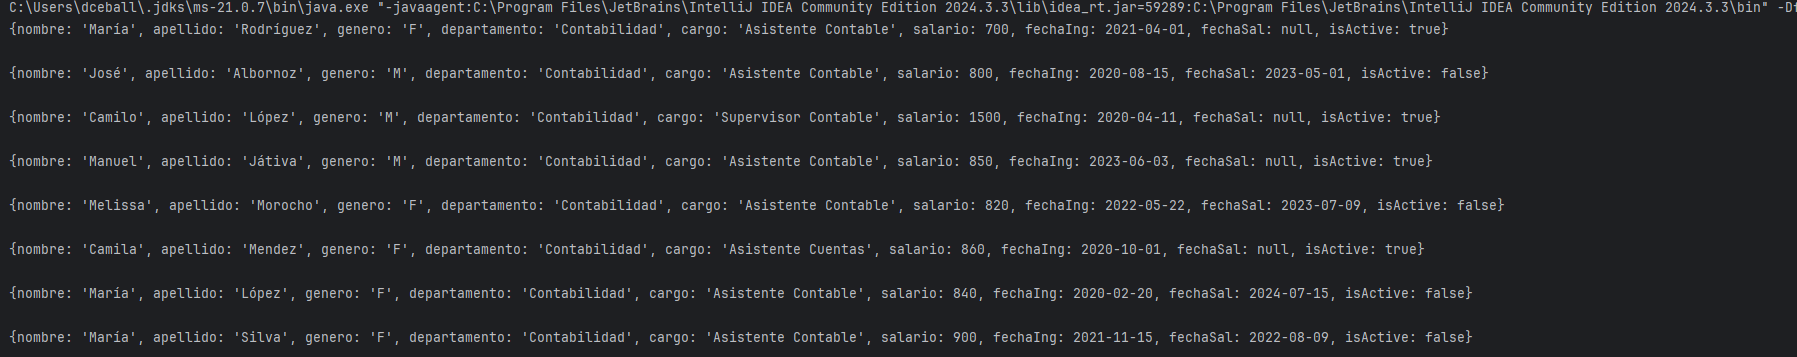 C:\Users\dceball\.jdks\ms-21.0.7\bin\java.exe "-javaagent:C:\Program Files\JetBrains\IntelliJ IDEA Community Edition 2024.3.3\lib\idea_rt.jar=59289:C:\Program Files\JetBrains\IntelliJ IDEA Community Edition 2024.3.3\bin" -Df
{nombre: 'María', apellido: 'Rodríguez', genero: 'F', departamento: 'Contabilidad', cargo: 'Asistente Contable', salario: 700, fechaIng: 2021-04-01, fechaSal: null, isActive: true}
{nombre: 'José', apellido: 'Albornoz', genero: 'M', departamento: 'Contabilidad', cargo: 'Asistente Contable', salario: 800, fechaIng: 2020-08-15, fechaSal: 2023-05-01, isActive: false}
{nombre: 'Camilo', apellido: 'López', genero: 'M', departamento: 'Contabilidad', cargo: 'Supervisor Contable', salario: 1500, fechaIng: 2020-04-11, fechaSal: null, isActive: true}
{nombre: 'Manuel', apellido: 'Játiva', genero: 'M', departamento: 'Contabilidad', cargo: 'Asistente Contable', salario: 850, fechaIng: 2023-06-03, fechaSal: null, isActive: true}
{nombre: 'Melissa', apellido: 'Morocho', genero: 'F', departamento: 'Contabilidad', cargo: 'Asistente Contable', salario: 820, fechaIng: 2022-05-22, fechaSal: 2023-07-09, isActive: false}
{nombre: 'Camila', apellido: 'Mendez', genero: 'F', departamento: 'Contabilidad', cargo: 'Asistente Cuentas', salario: 860, fechaIng: 2020-10-01, fechaSal: null, isActive: true}
{nombre: 'María', apellido: 'López', genero: 'F', departamento: 'Contabilidad', cargo: 'Asistente Contable', salario: 840, fechaIng: 2020-02-20, fechaSal: 2024-07-15, isActive: false}
{nombre: 'María', apellido: 'Silva', genero: 'F', departamento: 'Contabilidad', cargo: 'Asistente Contable', salario: 900, fechaIng: 2021-11-15, fechaSal: 2022-08-09, isActive: false}